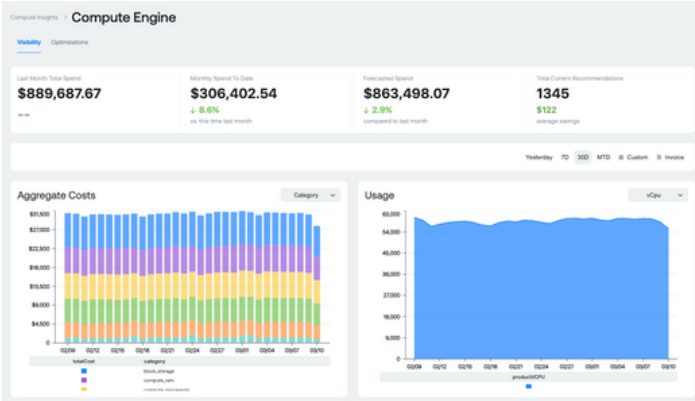 Compute Insights > Compute Engine
Visibility Optimizations
Last Month Total Spend
$889,687.67
--
Monthly Spend To Date
$306,402.54
↓ 8.6%
vs. this time last month
Forecasted Spend
$863,498.07
↓ 2.9%
compared to last month
Total Current Recommendations
1345
$122
average savings
Yesterday 7D 30D MTD Custom Invoice
Aggregate Costs
Category
$31,500
$27,000
$22,500
$18,000
$13,500
$9,000
$4,500
0
02/09 02/12 02/15 02/18 02/21 02/24 02/27 03/01 03/04 03/07 03/10
totalCost category
block_storage
compute_ram
Usage
vCpu
63,000
54,000
45,000
36,000
27,000
18,000
9,000
0
02/09 02/12 02/15 02/18 02/21 02/24 02/27 03/01 03/04 03/07 03/10
productVCPU